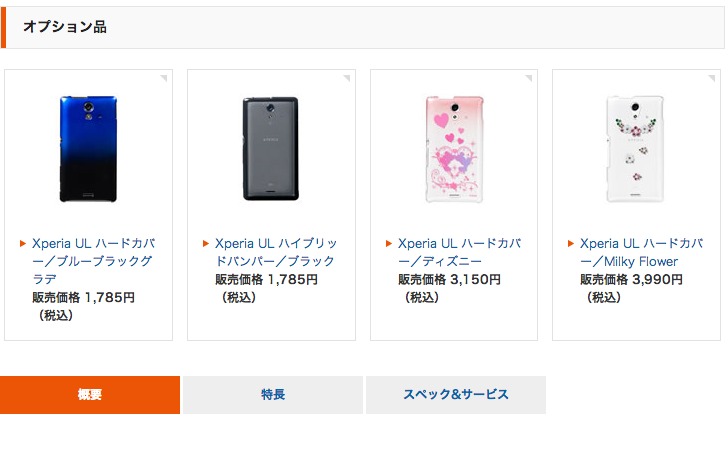 オプション品
Xperia UL ハードカバ
ー／ブルーブラックグ
ラデ
販売価格 1,785円
（税込）
Xperia UL ハイブリッ
ドバンパー／ブラック
販売価格 1,785円
（税込）
Xperia UL ハードカバ
ー／ディズニー
販売価格 3,150円
（税込）
Xperia UL ハードカバ
ー／Milky Flower
販売価格 3,990円
（税込）
概要
特長
スペック&サービス